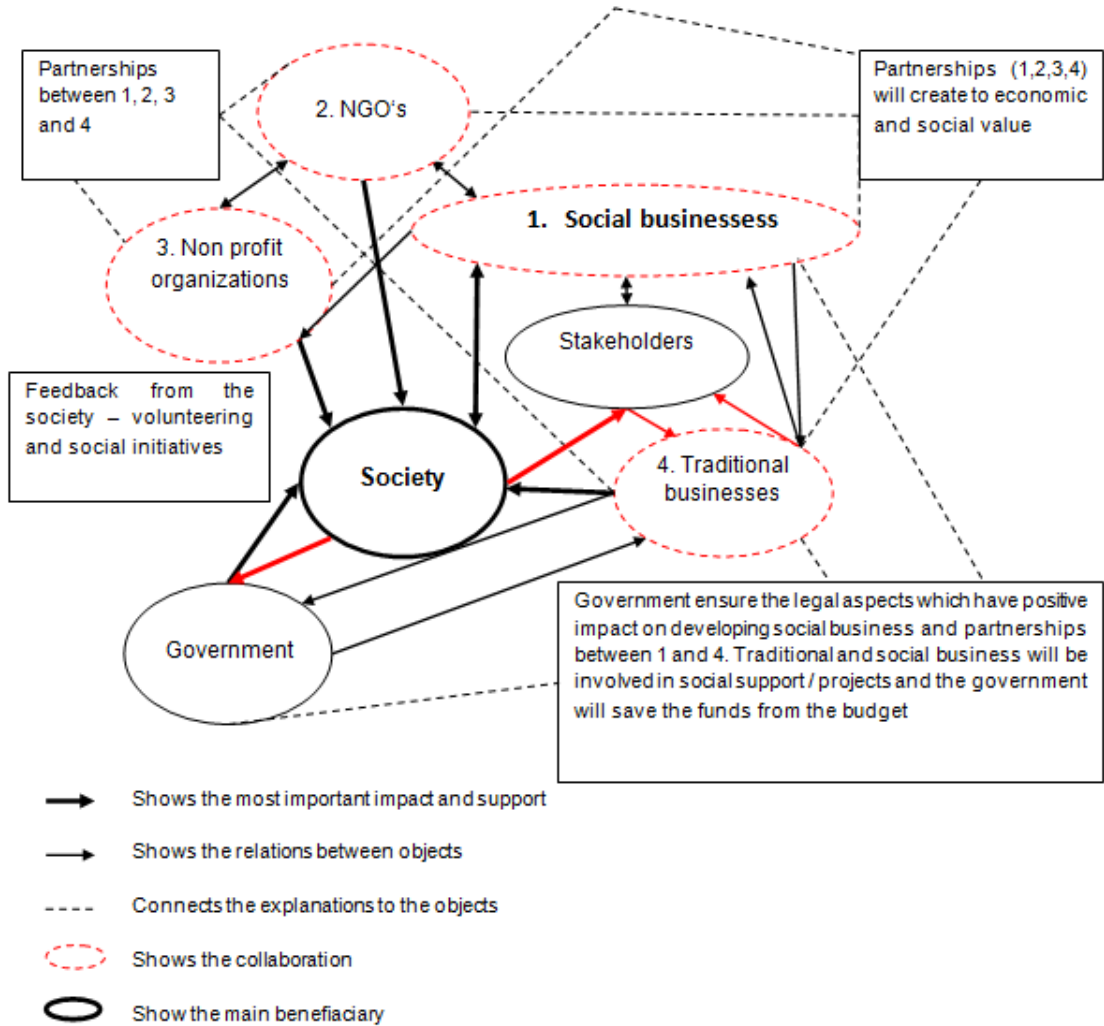 Partnerships
between 1, 2, 3
and 4
2. NGO's
Partnerships (1,2,3,4)
will create to economic
and social value
1. Social businessess
3. Non profit
organizations
Stakeholders
Feedback from the
society – volunteering
and social initiatives
Society
4. Traditional
businesses
Government
Government ensure the legal aspects which have positive
impact on developing social business and partnerships
between 1 and 4. Traditional and social business will be
involved in social support / projects and the government
will save the funds from the budget
Shows the most important impact and support
Shows the relations between objects
Connects the explanations to the objects
Shows the collaboration
Show the main benefiaciary